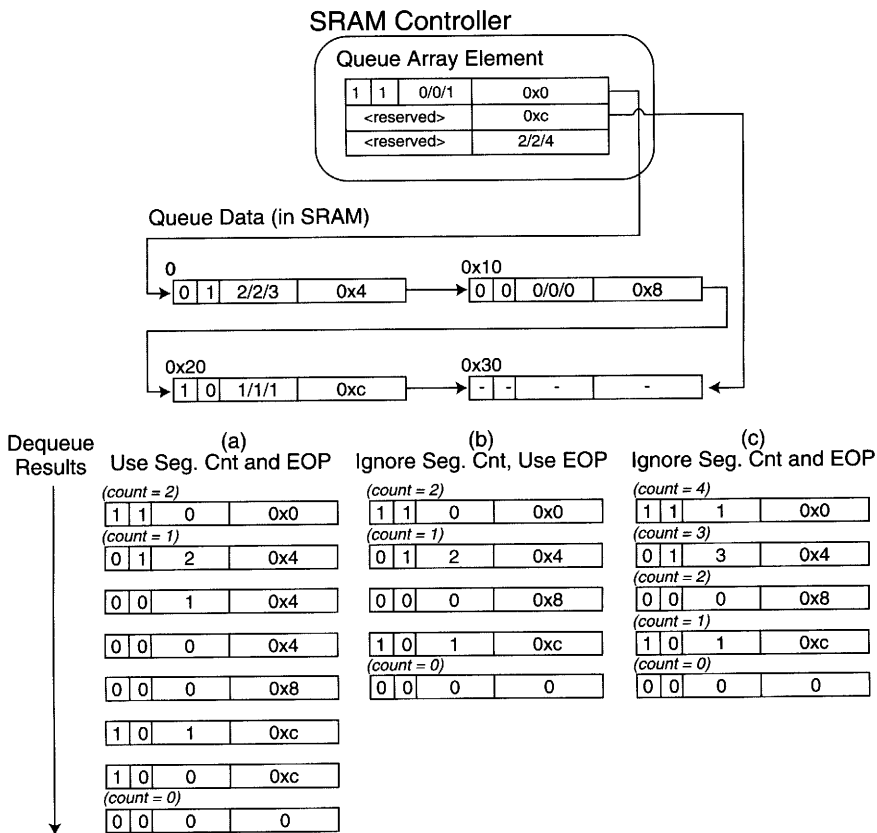 SRAM Controller
Queue Array Element
1 1 0/0/1 0x0
<reserved> 0xc
<reserved> 2/2/4
Queue Data (in SRAM)
0 0x10
0 1 2/2/3 0x4 0 0 0/0/0 0x8
0x20 0x30
1 0 1/1/1 0xc - - - -
Dequeue Results
(a)
Use Seg. Cnt and EOP
(count = 2)
1 1 0 0x0
(count = 1)
0 1 2 0x4
0 0 1 0x4
0 0 0 0x4
0 0 0 0x8
1 0 1 0xc
1 0 0 0xc
(count = 0)
0 0 0 0
(b)
Ignore Seg. Cnt, Use EOP
(count = 2)
1 1 0 0x0
(count = 1)
0 1 2 0x4
0 0 0 0x8
1 0 1 0xc
(count = 0)
0 0 0 0
(c)
Ignore Seg. Cnt and EOP
(count = 4)
1 1 1 0x0
(count = 3)
0 1 3 0x4
(count = 2)
0 0 0 0x8
(count = 1)
1 0 1 0xc
(count = 0)
0 0 0 0